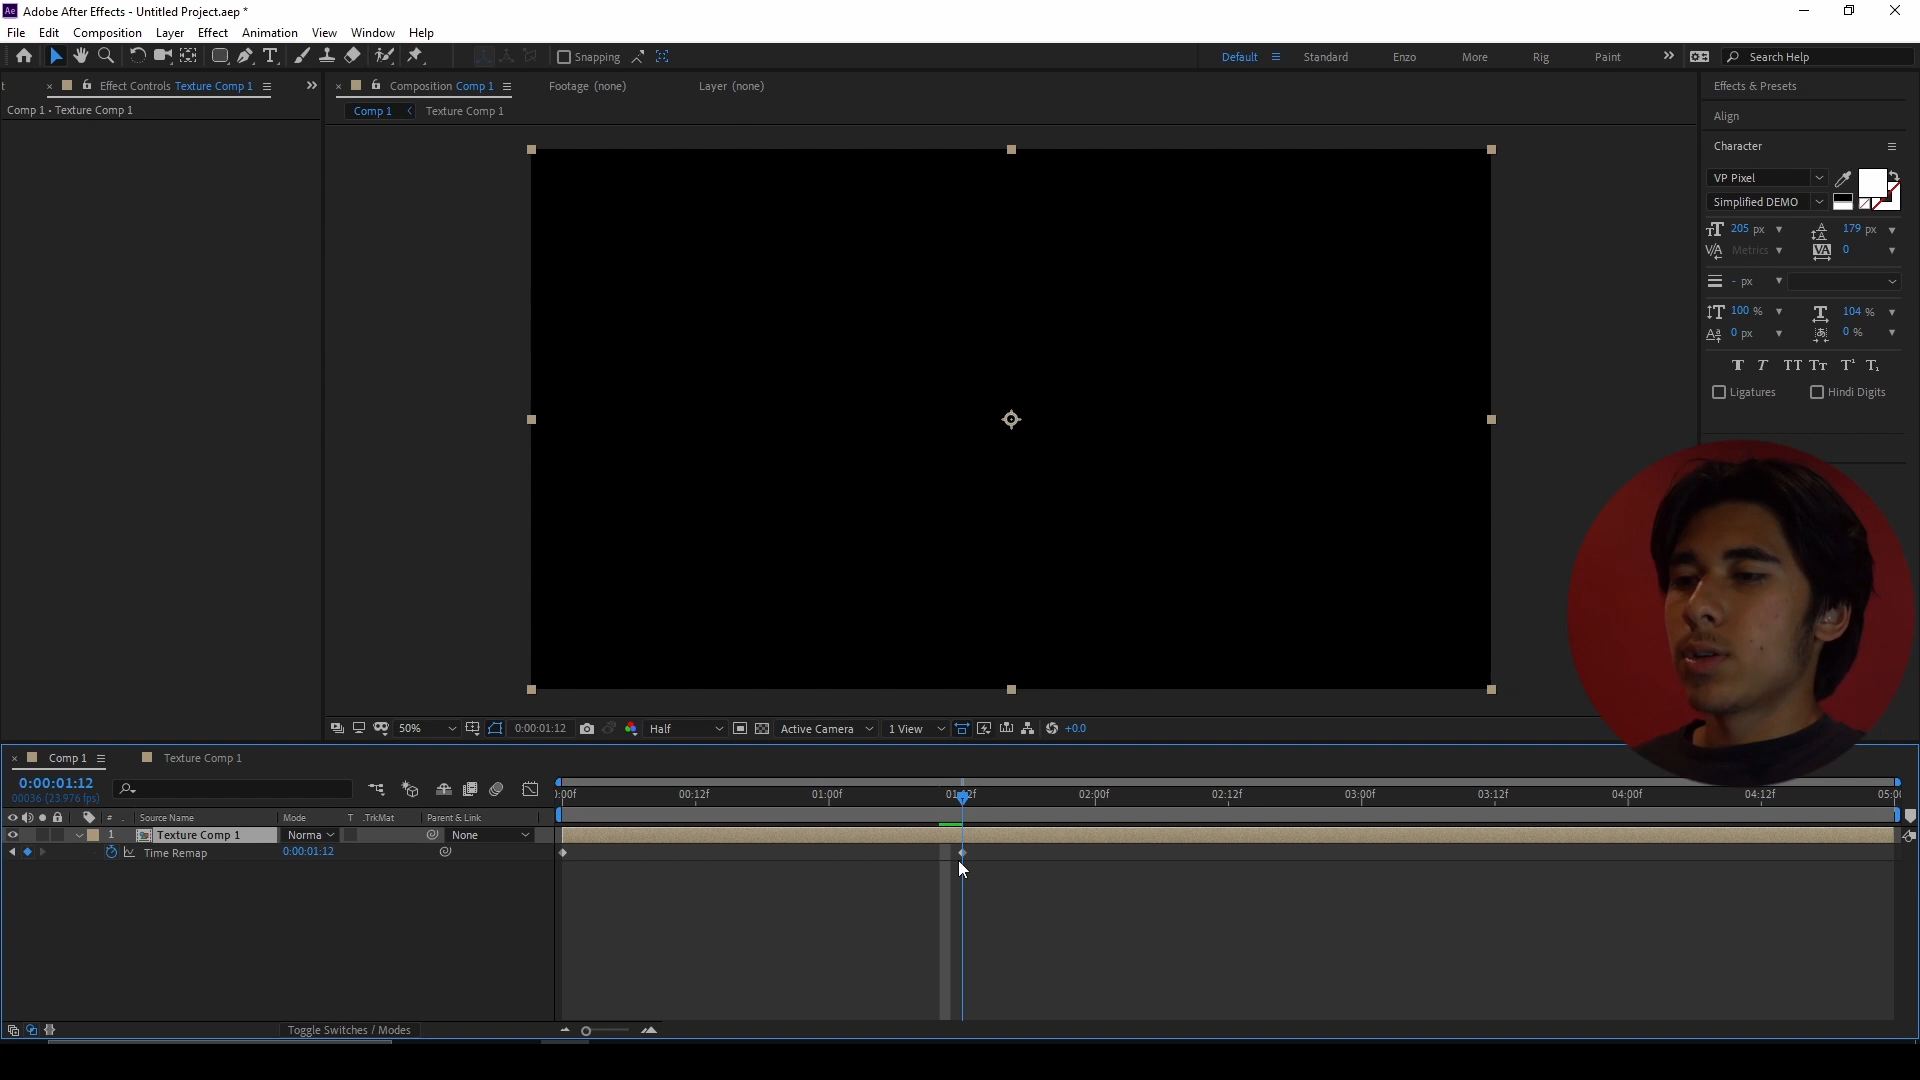 Ae Adobe After Effects - Untitled Project.aep *
File Edit Composition Layer Effect Animation View Window Help
Snapping Default Standard Enzo More Rig Paint Search Help
Effect Controls Texture Comp 1
Composition Comp 1 Footage (none) Layer (none)
Comp 1 • Texture Comp 1
Comp 1 Texture Comp 1
Effects & Presets
Align
Character
VP Pixel
Simplified DEMO
205 px 179 px
Metrics 0
- px
100 % 104 %
0 px 0 %
Ligatures Hindi Digits
50% 0:00:01:12 Half Active Camera 1 View +0.0
Comp 1 Texture Comp 1
0:00:01:12
00036 (23.976 fps)
00:12f 01:00f 02:00f 02:12f 03:00f 03:12f 04:00f 04:12f
# Source Name Mode T .TrkMat Parent & Link
1 Texture Comp 1 Norma None
Time Remap 0:00:01:12
Toggle Switches / Modes